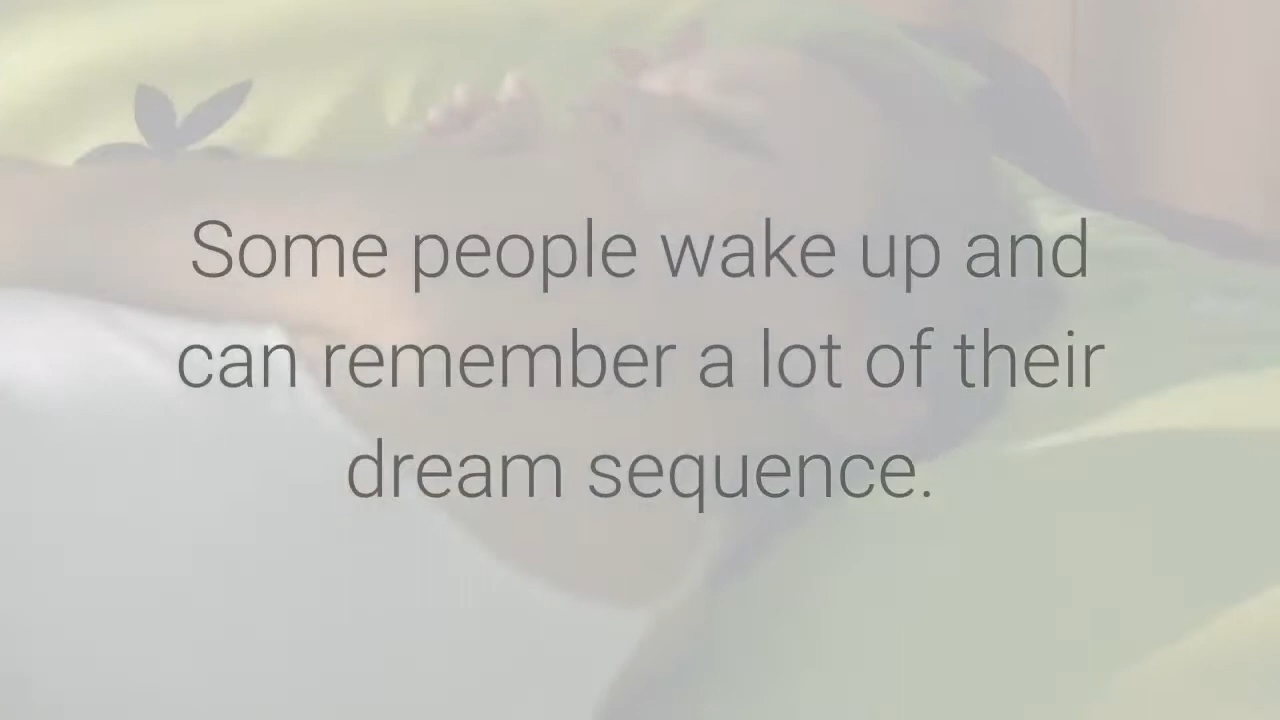 Some people wake up and
can remember a lot of their
dream sequence.